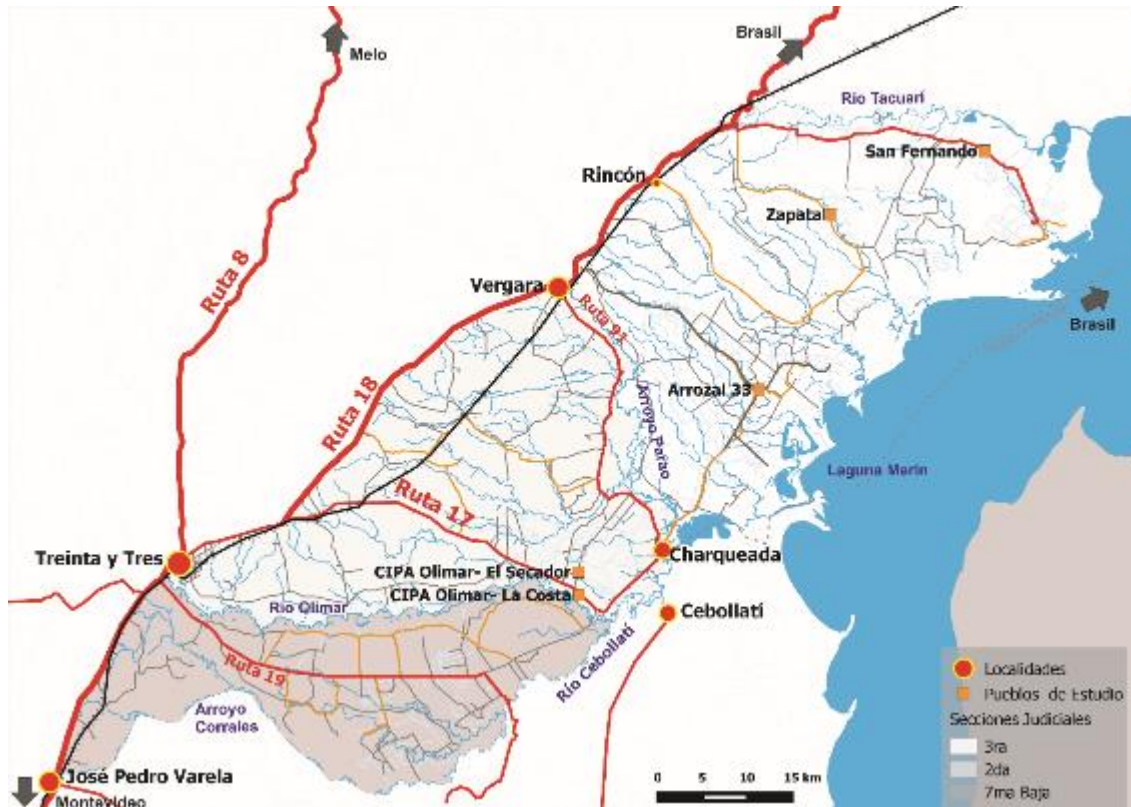 Melo
Brasil
Río Tacuarí
San Fernando
Rincón
Zapatal
Ruta 8
Vergara
Ruta 91
Brasil
Arrozal 33
Ruta 18
Arroyo Parao
Laguna Merin
Ruta 17
Treinta y Tres
Charqueada
CIPA Olimar- El Secador
CIPA Olimar- La Costa
Río Olimar
Cebollatí
Río Cebollatí
Ruta 19
Arroyo
Corrales
José Pedro Varela
Montevideo
0 5 10 15 km
Localidades
Pueblos de Estudio
Secciones Judiciales
3ra
2da
7ma Baja